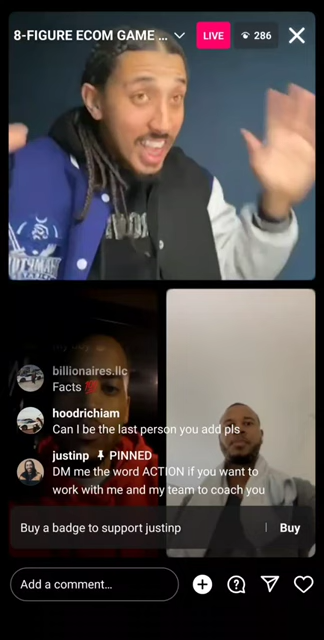 8-FIGURE ECOM GAME ...
LIVE
286
billionaires.llc
Facts 💯
hoodrichiam
Can I be the last person you add pls
justinp PINNED
DM me the word ACTION if you want to
work with me and my team to coach you
Buy a badge to support justinp
Buy
Add a comment...